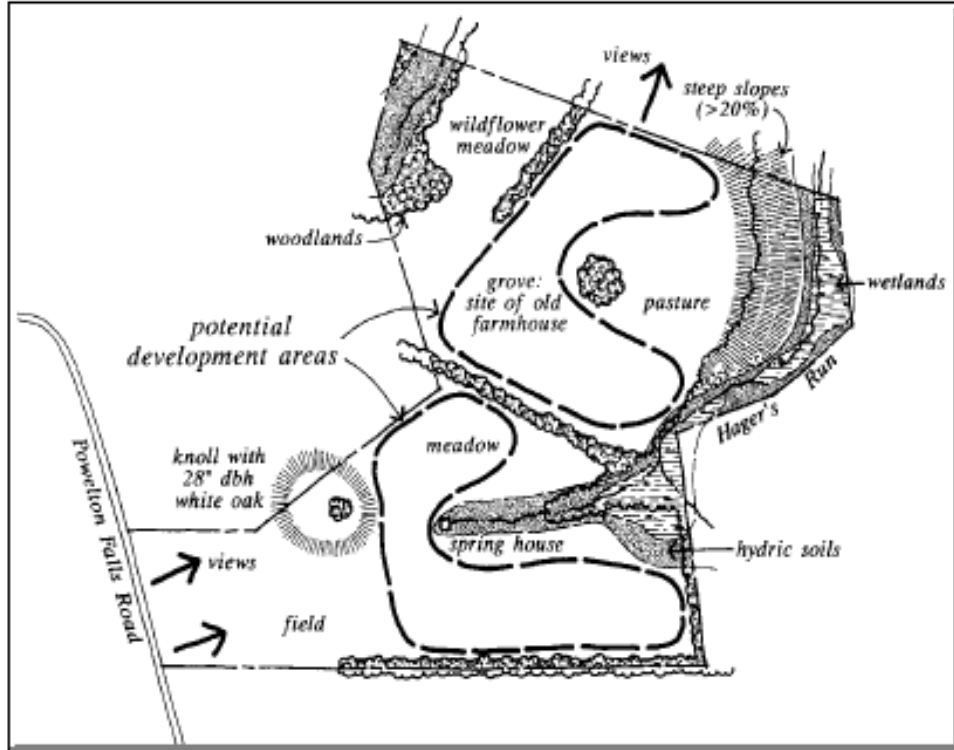 views
steep slopes
(>20%)
wildflower
meadow
woodlands
grove:
site of old
farmhouse
pasture
wetlands
potential
development areas
Hager's Run
meadow
knoll with
28" dbh
white oak
spring house
hydric soils
views
field
Powelton Falls Road